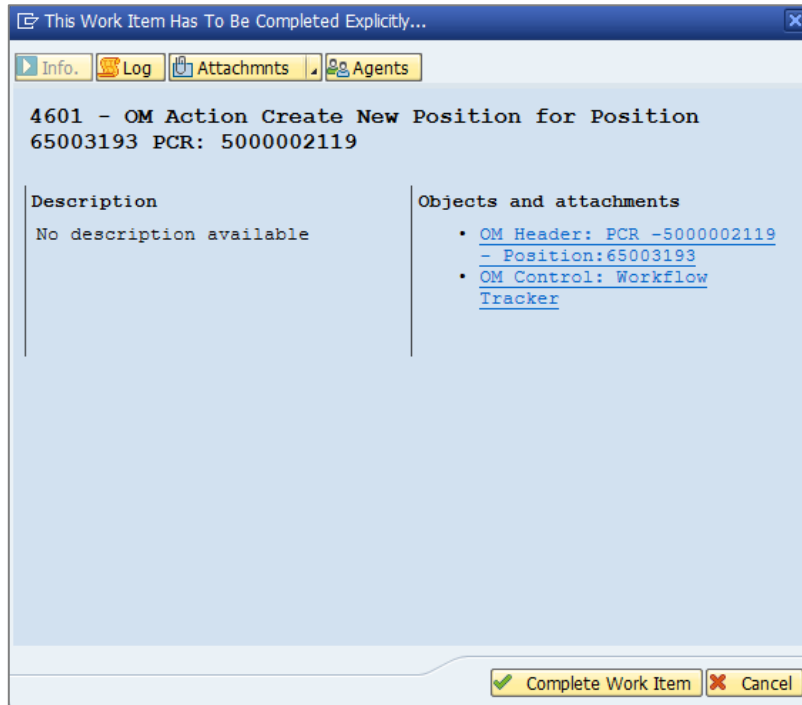 This Work Item Has To Be Completed Explicitly...
Info. Log Attachmnts Agents
4601 - OM Action Create New Position for Position
65003193 PCR: 5000002119
Description
No description available
Objects and attachments
• OM Header: PCR -5000002119
- Position:65003193
• OM Control: Workflow
Tracker
Complete Work Item Cancel